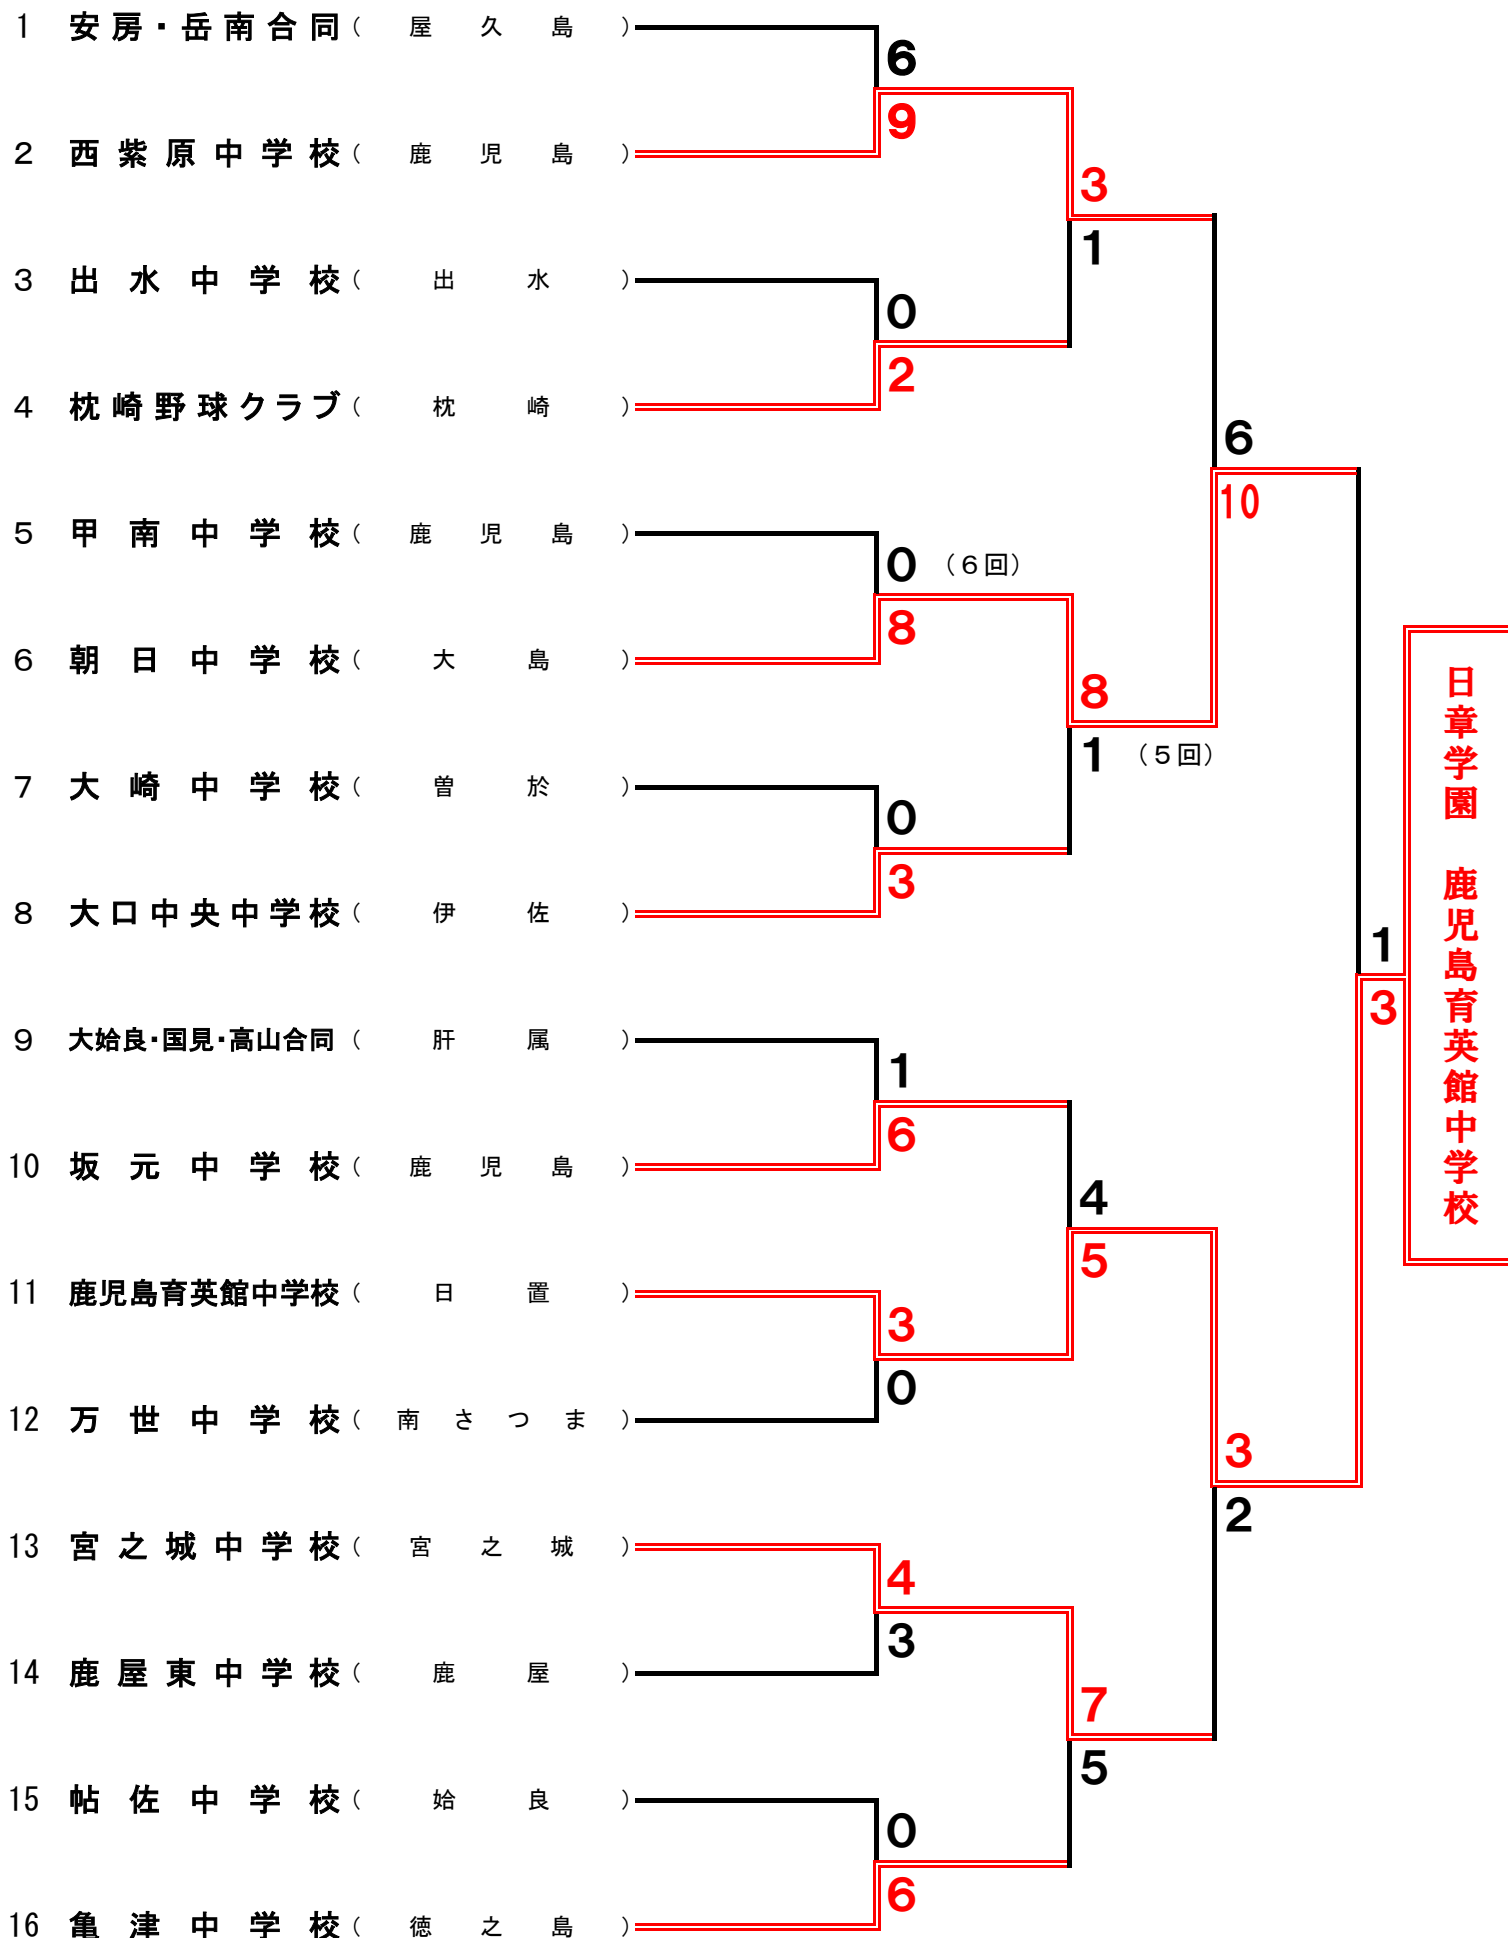 1 安房・岳南合同（ 屋久島 ）
6
9
2 西紫原中学校（ 鹿児島 ）
3
1
3 出水中学校（ 出水 ）
0
2
4 枕崎野球クラブ（ 枕崎 ）
6
10
5 甲南中学校（ 鹿児島 ）
0 （６回）
8
6 朝日中学校（ 大島 ）
8
1 （５回）
7 大崎中学校（ 曽於 ）
0
3
8 大口中央中学校（ 伊佐 ）
1
3
日章学園 鹿児島育英館中学校
9 大姶良・国見・高山合同（ 肝属 ）
1
6
10 坂元中学校（ 鹿児島 ）
4
5
11 鹿児島育英館中学校（ 日置 ）
3
0
12 万世中学校（ 南さつま ）
3
2
13 宮之城中学校（ 宮之城 ）
4
3
14 鹿屋東中学校（ 鹿屋 ）
7
5
15 帖佐中学校（ 姶良 ）
0
6
16 亀津中学校（ 徳之島 ）